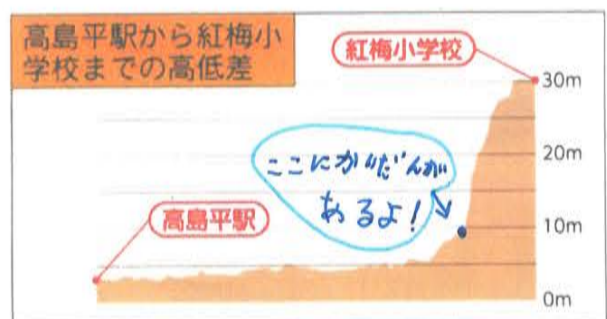 高島平駅から紅梅小
学校までの高低差
紅梅小学校
30m
20m
ここにかいだんが
あるよ!
高島平駅
10m
0m